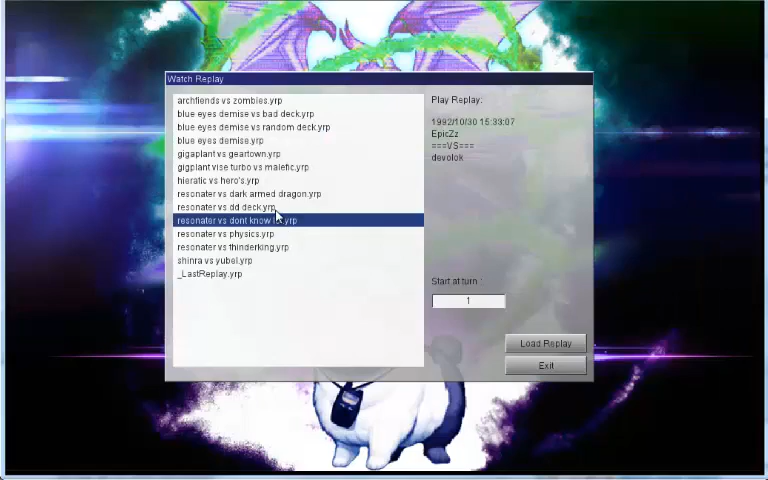 Watch Replay
archfiends vs zombies.yrp
blue eyes demise vs bad deck.yrp
blue eyes demise vs random deck.yrp
blue eyes demise.yrp
gigaplant vs geartown.yrp
gigplant vise turbo vs malefic.yrp
hieratic vs hero's.yrp
resonater vs dark armed dragon.yrp
resonater vs dd deck.yrp
resonater vs dont know
resonater vs physics.yrp
resonater vs thinderking.yrp
shinra vs yubel.yrp
_LastReplay.yrp
Play Replay:
1992/10/30 15:33:07
EpicZz
===VS===
devolok
Start at turn :
1
Load Replay
Exit